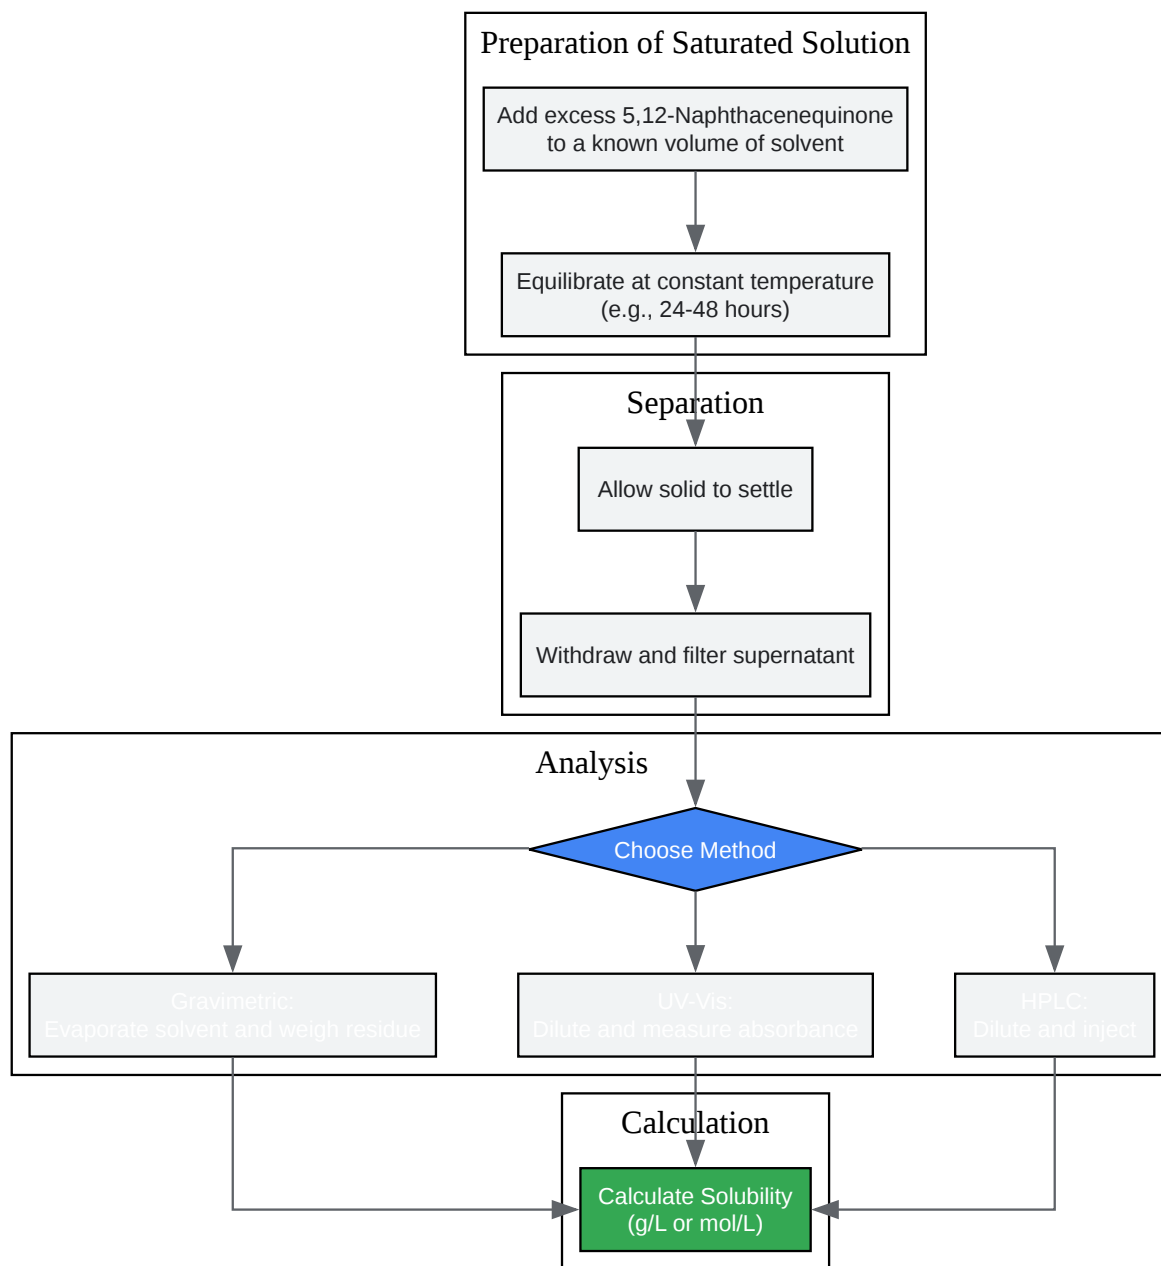 Preparation of Saturated Solution
Add excess 5,12-Naphthacenequinone
to a known volume of solvent
Equilibrate at constant temperature
(e.g., 24-48 hours)
Separation
Allow solid to settle
Withdraw and filter supernatant
Analysis
Choose Method
Gravimetric:
Evaporate solvent and weigh residue
UV-Vis:
Dilute and measure absorbance
HPLC:
Dilute and inject
Calculation
Calculate Solubility
(g/L or mol/L)